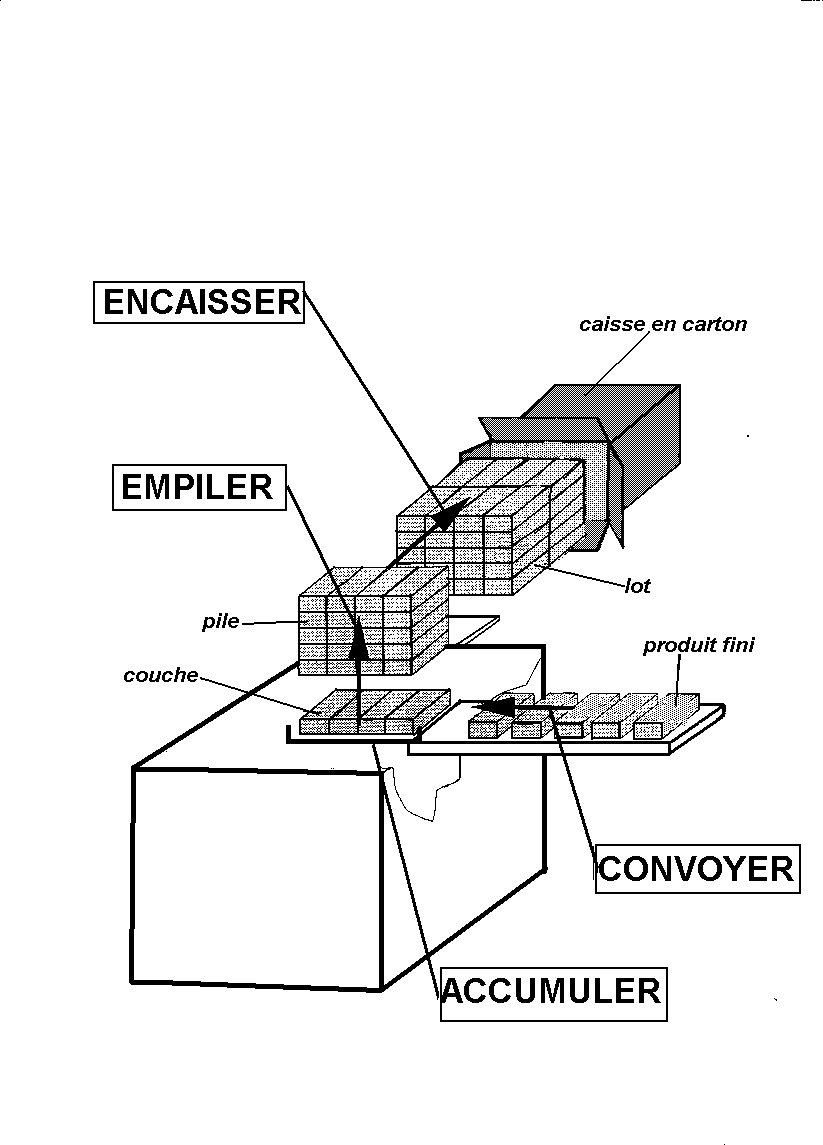 ENCAISSER
caisse en carton
EMPILER
lot
pile
produit fini
couche
CONVOYER
ACCUMULER